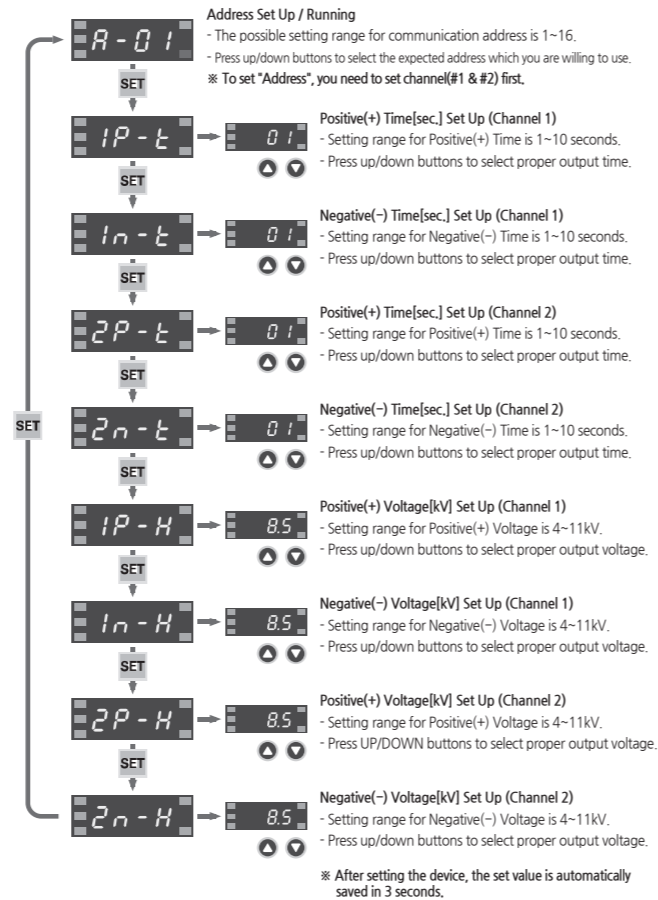 Address Set Up / Running
A-01
- The possible setting range for communication address is 1~16.
- Press up/down buttons to select the expected address which you are willing to use.
※ To set "Address", you need to set channel(#1 & #2) first.
SET
Positive(+) Time[sec.] Set Up (Channel 1)
1P-t
01
- Setting range for Positive(+) Time is 1~10 seconds.
- Press up/down buttons to select proper output time.
SET
Negative(-) Time[sec.] Set Up (Channel 1)
1n-t
01
- Setting range for Negative(-) Time is 1~10 seconds.
- Press up/down buttons to select proper output time.
SET
Positive(+) Time[sec.] Set Up (Channel 2)
2P-t
01
- Setting range for Positive(+) Time is 1~10 seconds.
- Press up/down buttons to select proper output time.
SET
Negative(-) Time[sec.] Set Up (Channel 2)
SET
2n-t
01
- Setting range for Negative(-) Time is 1~10 seconds.
- Press up/down buttons to select proper output time.
SET
Positive(+) Voltage[kV] Set Up (Channel 1)
1P-H
8.5
- Setting range for Positive(+) Voltage is 4~11kV.
- Press up/down buttons to select proper output voltage.
SET
Negative(-) Voltage[kV] Set Up (Channel 1)
1n-H
8.5
- Setting range for Negative(-) Voltage is 4~11kV.
- Press up/down buttons to select proper output voltage.
SET
Positive(+) Voltage[kV] Set Up (Channel 2)
2P-H
8.5
- Setting range for Positive(+) Voltage is 4~11kV.
- Press UP/DOWN buttons to select proper output voltage.
SET
Negative(-) Voltage[kV] Set Up (Channel 2)
2n-H
8.5
- Setting range for Negative(-) Voltage is 4~11kV.
- Press up/down buttons to select proper output voltage.
※ After setting the device, the set value is automatically
saved in 3 seconds.